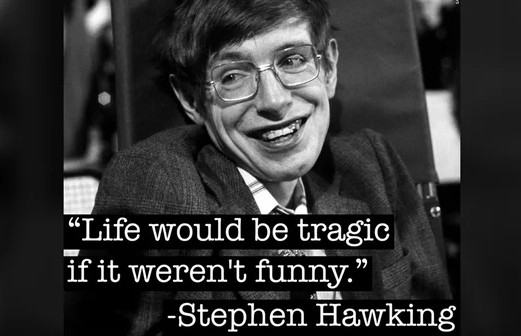 “Life would be tragic
if it weren't funny.”
-Stephen Hawking